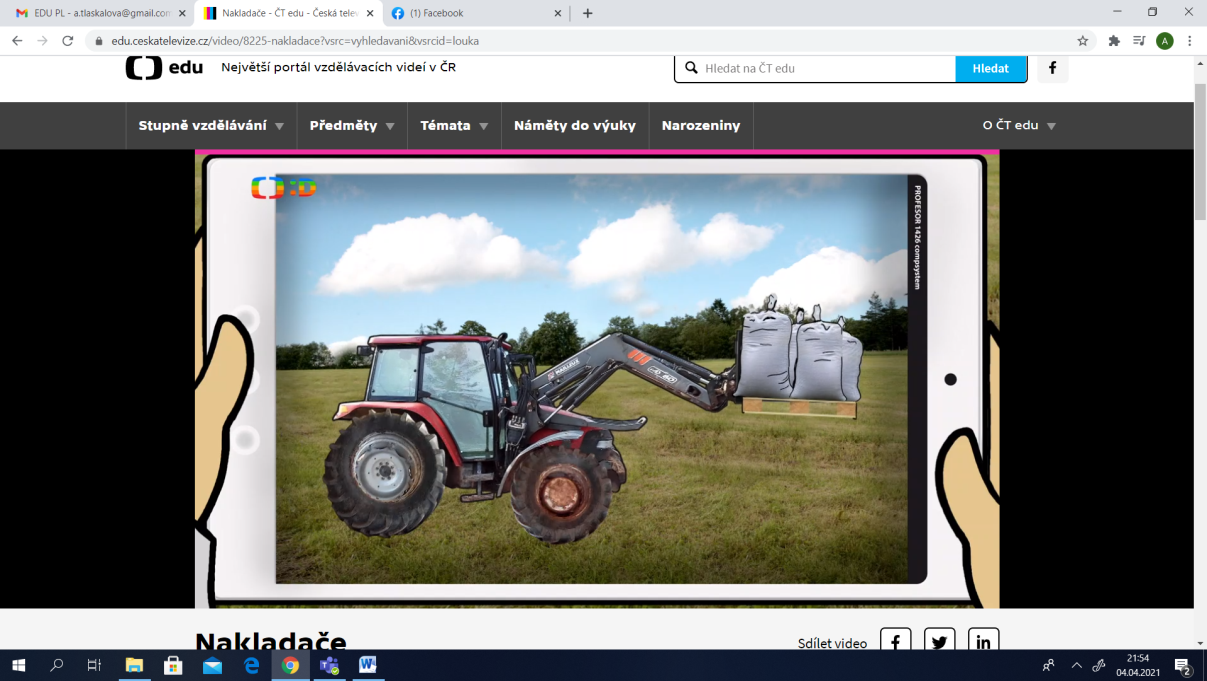 EDU PL - a.tlaskalova@gmail.con
Nakladače - ČT edu - Česká telev
(1) Facebook
edu.ceskatelevize.cz/video/8225-nakladace?vsrc=vyhledavani&vsrcid=louka
A
edu
Největší portál vzdělávacích videí v ČR
Hledat na ČT edu
Hledat
Stupně vzdělávání
Předměty
Témata
Náměty do výuky
Narozeniny
O ČT edu
:D
PROFESOR 1426 compsystem
Nakladače
Sdílet video
21:54
04.04.2021
2